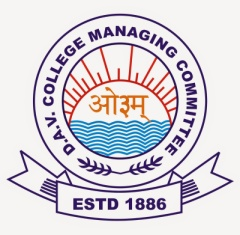 D.A.V. COLLEGE MANAGING COMMITTEE
ओ३म्
ESTD 1886